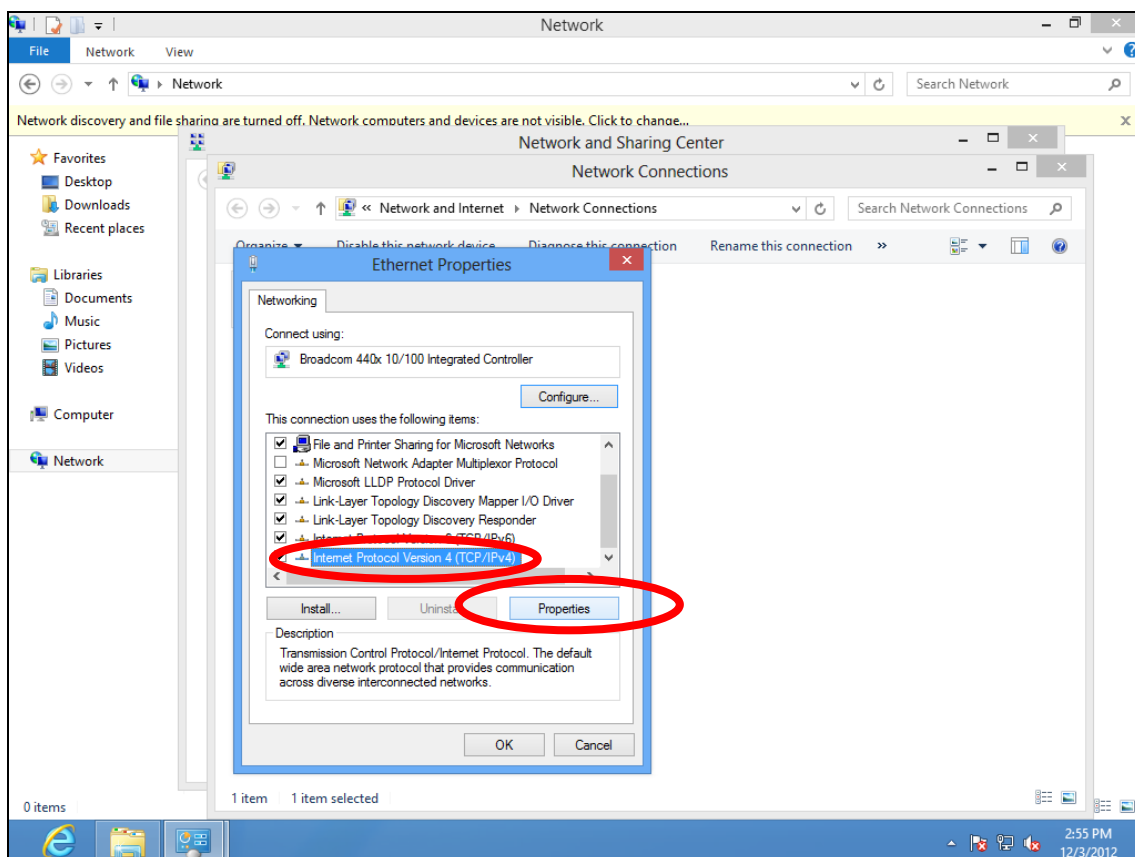 Network
File Network View
Network
Search Network
Network discovery and file sharing are turned off. Network computers and devices are not visible. Click to change...
Favorites
Desktop
Downloads
Recent places
Libraries
Documents
Music
Pictures
Videos
Computer
Network
Network and Sharing Center
Network Connections
« Network and Internet Network Connections
Search Network Connections
Organize Disable this network device Diagnose this connection Rename this connection »
Ethernet Properties
Networking
Connect using:
Broadcom 440x 10/100 Integrated Controller
Configure...
This connection uses the following items:
File and Printer Sharing for Microsoft Networks
Microsoft Network Adapter Multiplexor Protocol
Microsoft LLDP Protocol Driver
Link-Layer Topology Discovery Mapper I/O Driver
Link-Layer Topology Discovery Responder
Internet Protocol Version 6 (TCP/IPv6)
Internet Protocol Version 4 (TCP/IPv4)
Install... Properties
Description
Transmission Control Protocol/Internet Protocol. The default
wide area network protocol that provides communication
across diverse interconnected networks.
OK Cancel
1 item 1 item selected
0 items
2:55 PM
12/3/2012